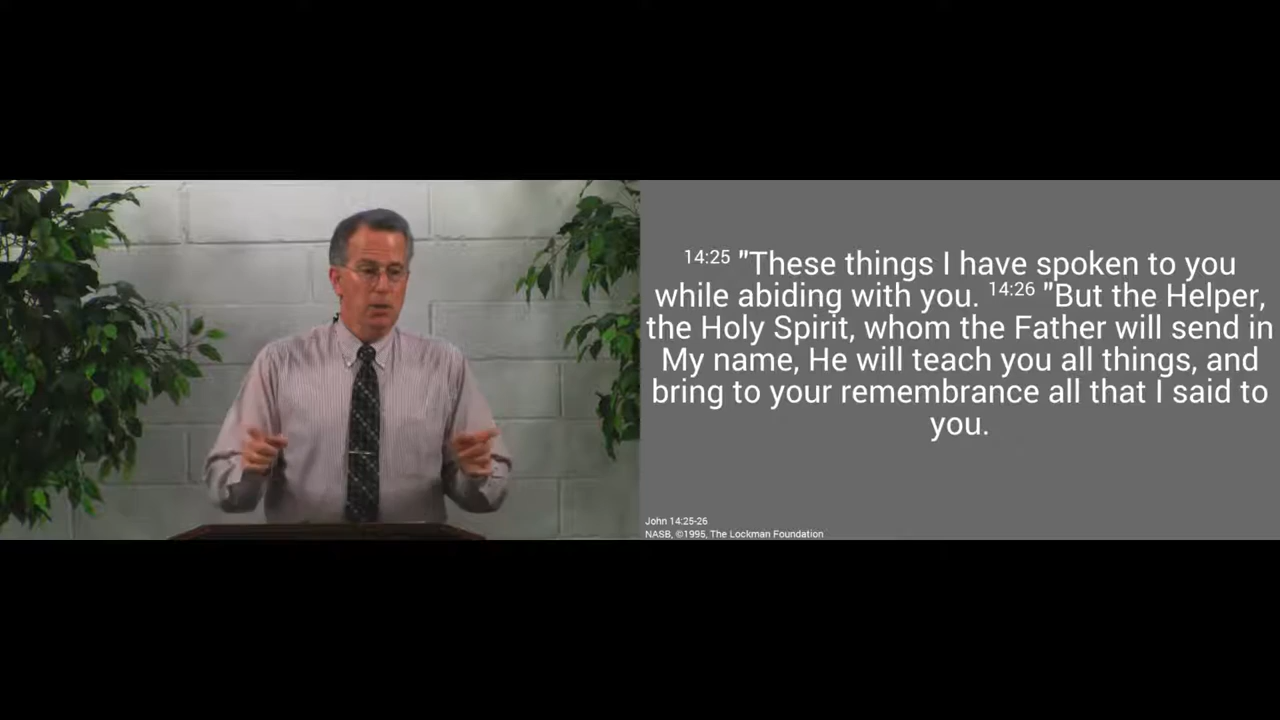 14:25 "These things I have spoken to you
while abiding with you. 14:26 "But the Helper,
the Holy Spirit, whom the Father will send in
My name, He will teach you all things, and
bring to your remembrance all that I said to
you.
John 14:25-26
NASB, ©1995, The Lockman Foundation